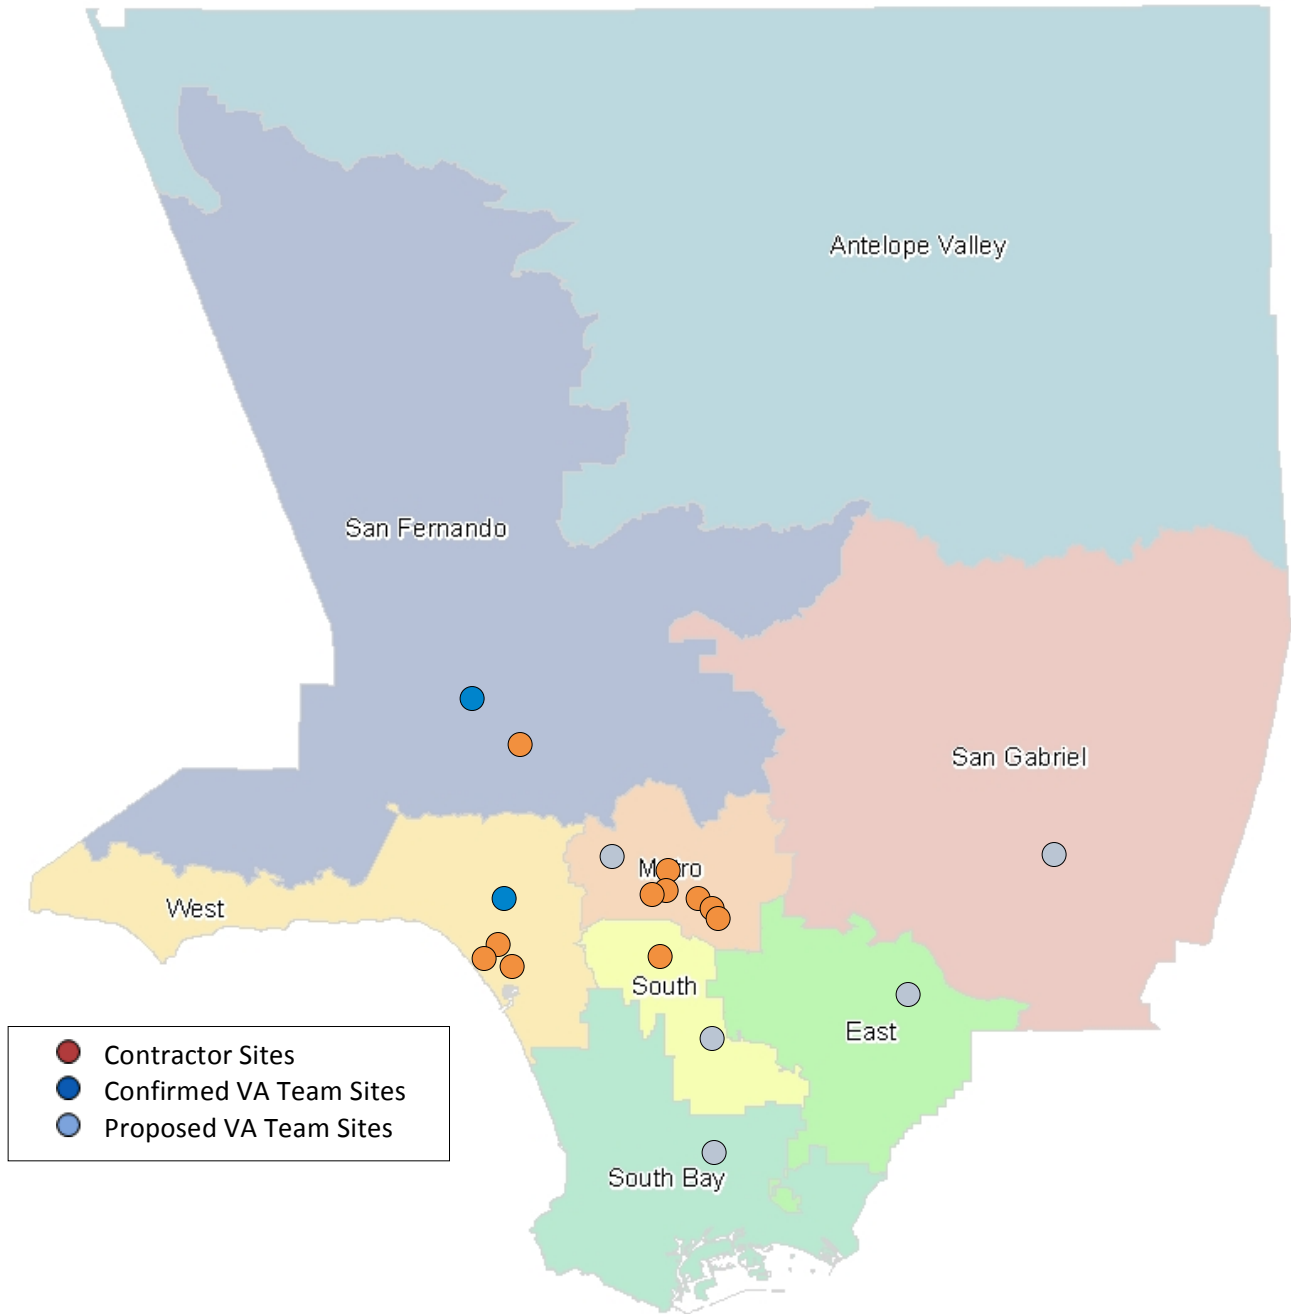 Antelope Valley
San Fernando
San Gabriel
Metro
West
South
East
South Bay
Contractor Sites
Confirmed VA Team Sites
Proposed VA Team Sites